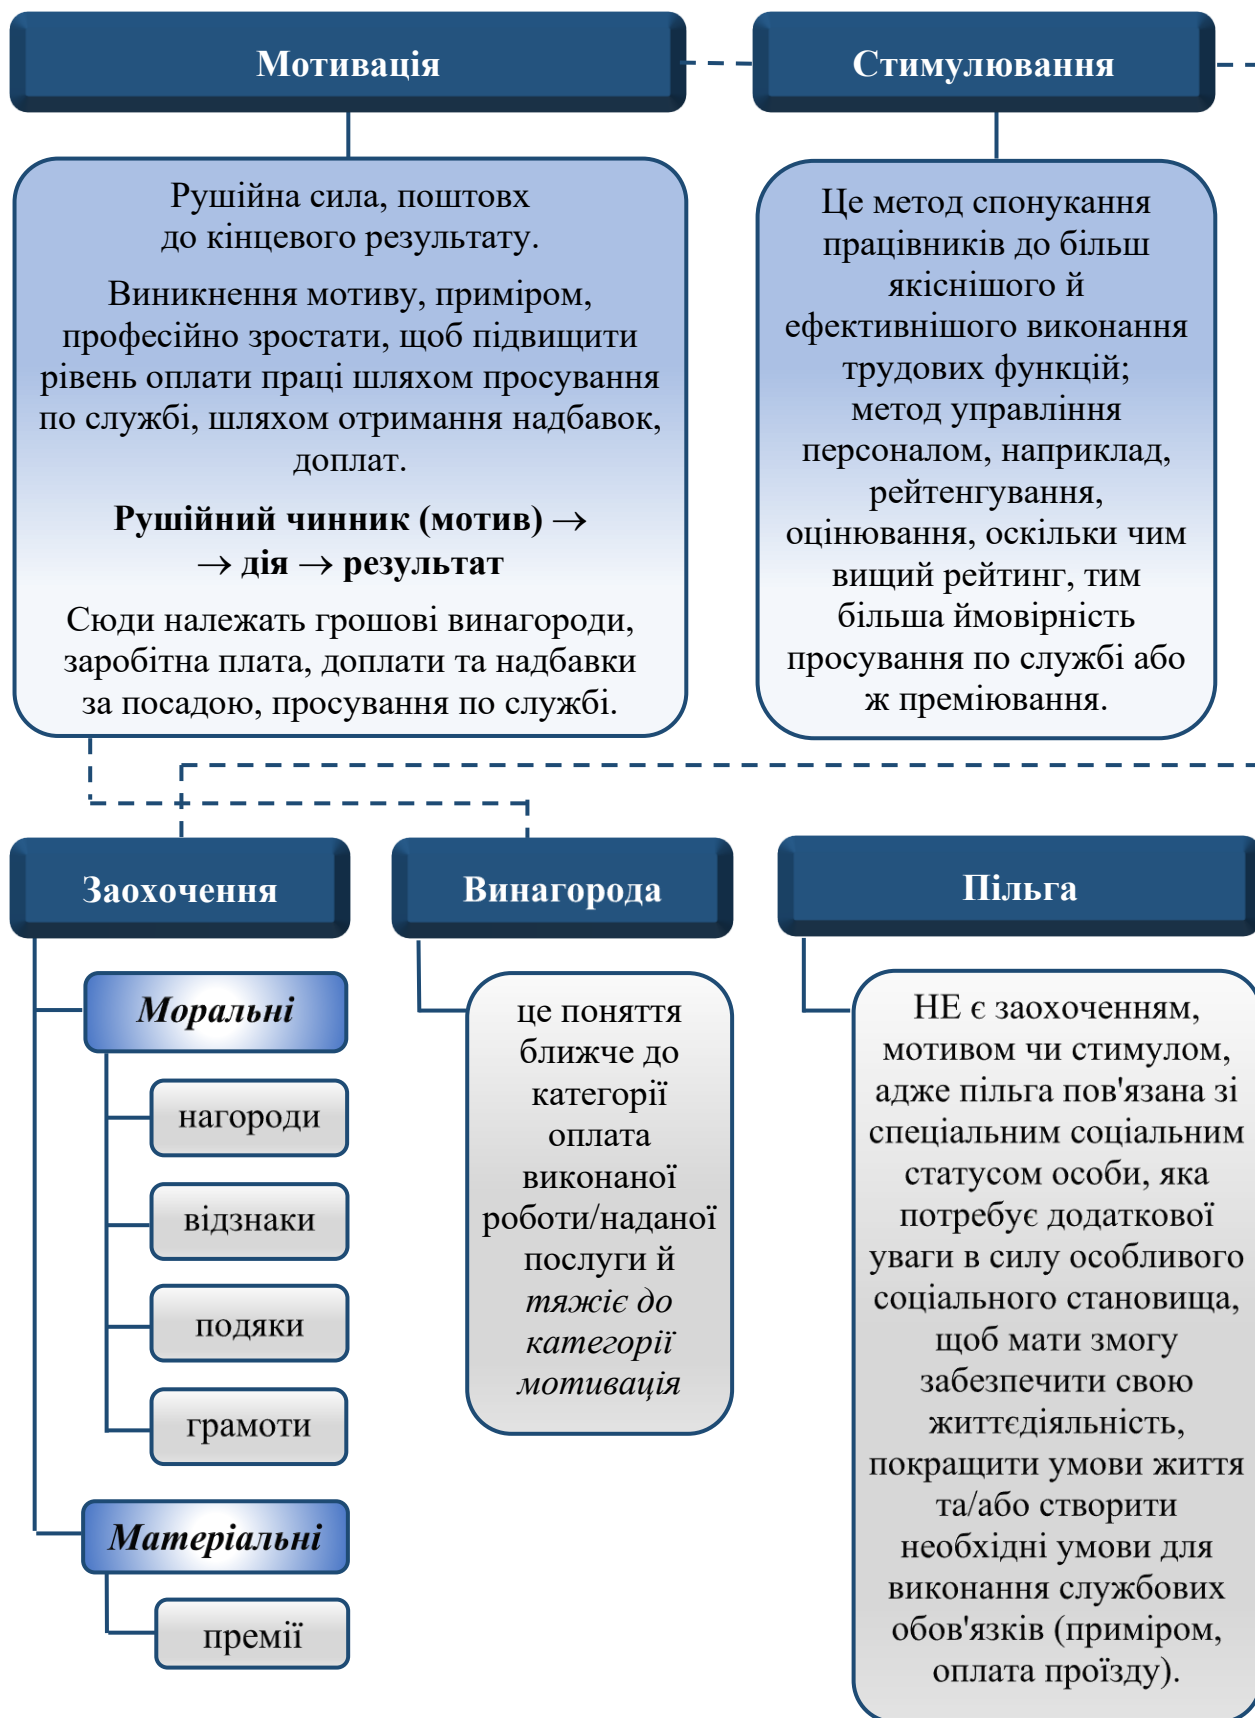 Мотивація
Стимулювання
Рушійна сила, поштовх
до кінцевого результату.
Виникнення мотиву, приміром,
професійно зростати, щоб підвищити
рівень оплати праці шляхом просування
по службі, шляхом отримання надбавок,
доплат.
Рушійний чинник (мотив) →
→ дія → результат
Сюди належать грошові винагороди,
заробітна плата, доплати та надбавки
за посадою, просування по службі.
Це метод спонукання
працівників до більш
якіснішого й
ефективнішого виконання
трудових функцій;
метод управління
персоналом, наприклад,
рейтенгування,
оцінювання, оскільки чим
вищий рейтинг, тим
більша ймовірність
просування по службі або
ж преміювання.
Заохочення
Моральні
нагороди
відзнаки
подяки
грамоти
Матеріальні
премії
Винагорода
це поняття
ближче до
категорії
оплата
виконаної
роботи/наданої
послуги й
тяжіє до
категорії
мотивація
Пільга
НЕ є заохоченням,
мотивом чи стимулом,
адже пільга пов'язана зі
спеціальним соціальним
статусом особи, яка
потребує додаткової
уваги в силу особливого
соціального становища,
щоб мати змогу
забезпечити свою
життєдіяльність,
покращити умови життя
та/або створити
необхідні умови для
виконання службових
обов'язків (приміром,
оплата проїзду).